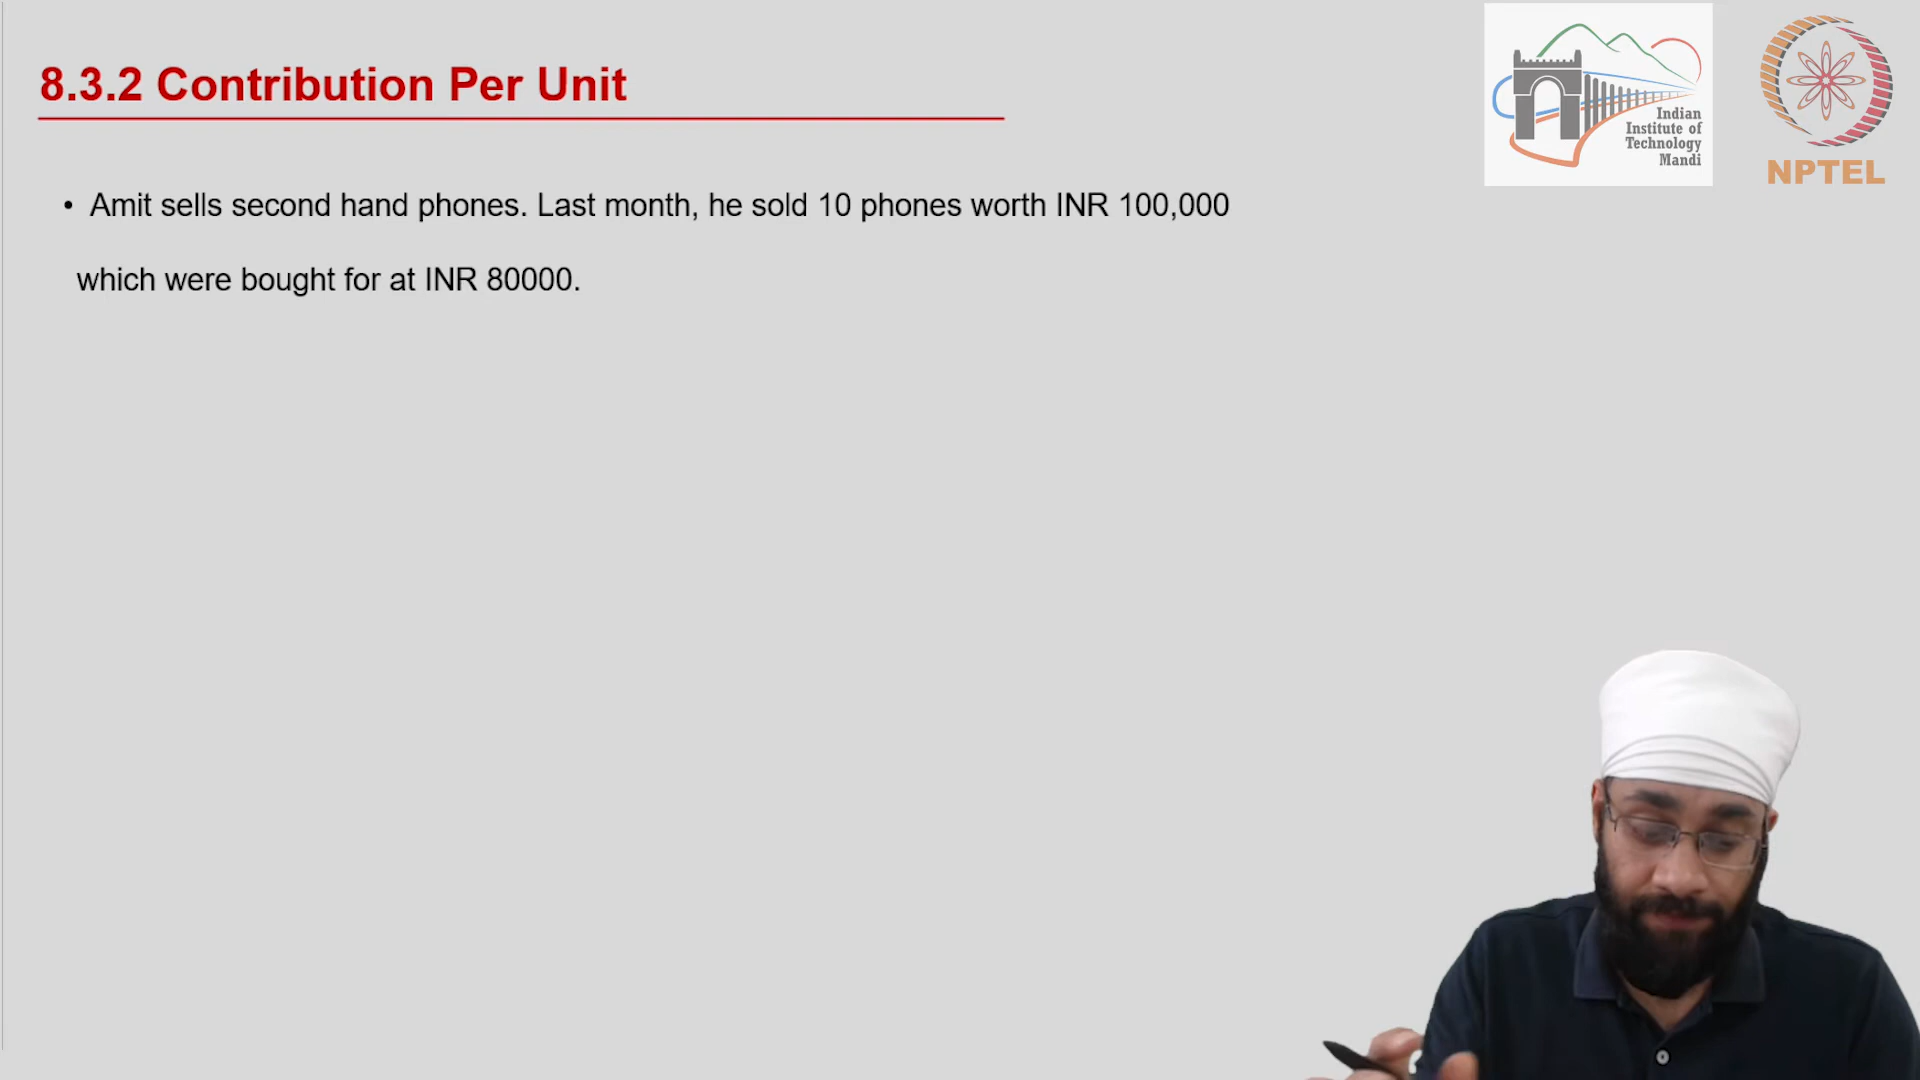 8.3.2 Contribution Per Unit
Indian
Institute of
Technology
Mandi
NPTEL
• Amit sells second hand phones. Last month, he sold 10 phones worth INR 100,000
which were bought for at INR 80000.